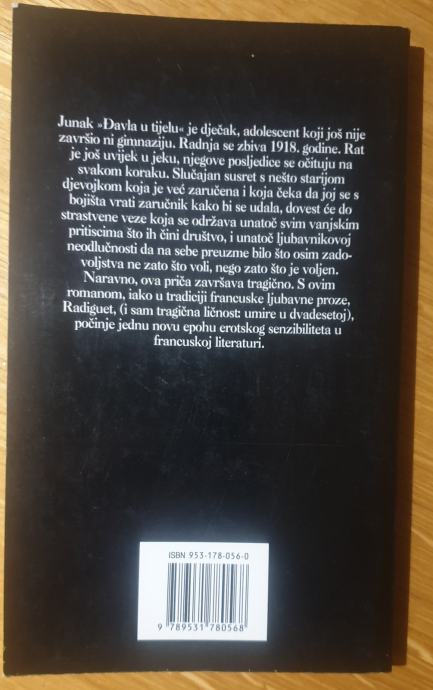 Junak »Đavla u tijelu« je dječak, adolescent koji još nije
završio ni gimnaziju. Radnja se zbiva 1918. godine. Rat
je još uvijek u jeku, njegove posljedice se očituju na
svakom koraku. Slučajan susret s nešto starijom
djevojkom koja je već zaručena i koja čeka da joj se s
bojišta vrati zaručnik kako bi se udala, dovest će do
strastvene veze koja se održava unatoč svim vanjskim
pritiscima što ih čini društvo, i unatoč ljubavnikovoj
neodlučnosti da na sebe preuzme bilo što osim zado-
voljstva ne zato što voli, nego zato što je voljen.
Naravno, ova priča završava tragično. S ovim
romanom, iako u tradiciji francuske ljubavne proze,
Radiguet, (i sam tragična ličnost: umire u dvadesetoj),
počinje jednu novu epohu erotskog senzibiliteta u
francuskoj literaturi.
ISBN 953-178-056-0
9 789531 780568